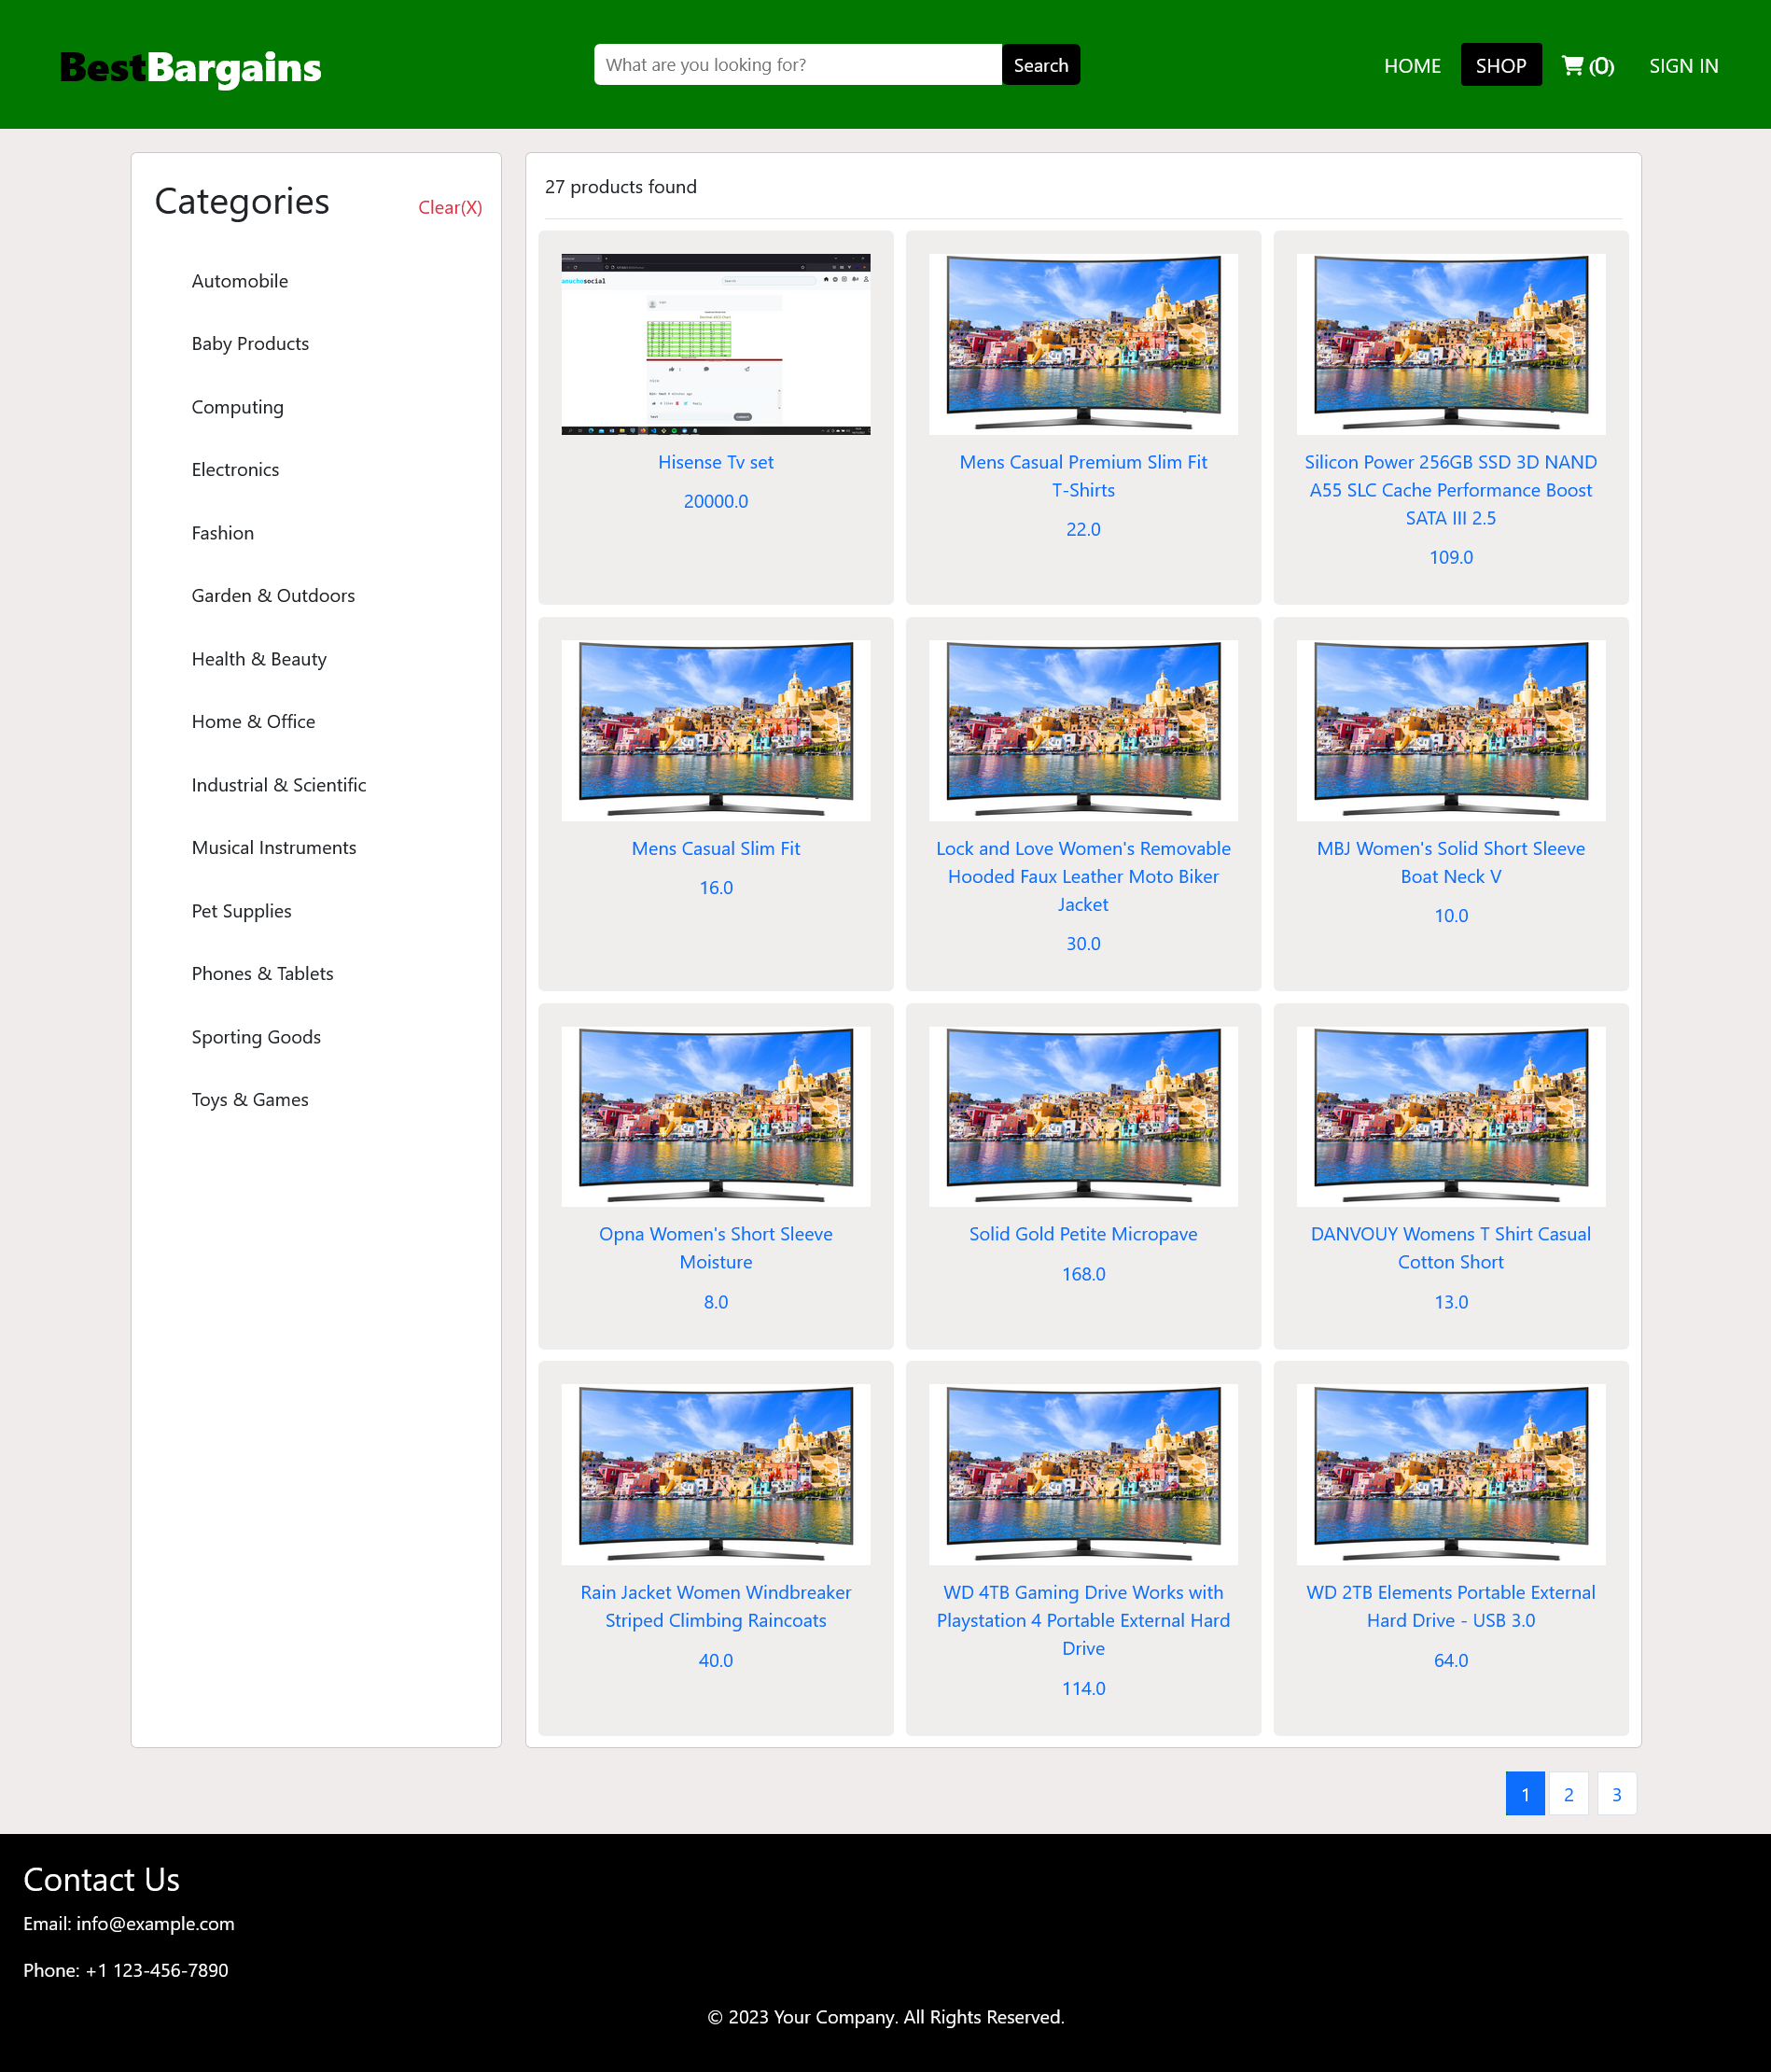 BestBargains
What are you looking for?
Search
HOME
SHOP
(0)
SIGN IN
Categories
Clear(X)
Automobile
Baby Products
Computing
Electronics
Fashion
Garden & Outdoors
Health & Beauty
Home & Office
Industrial & Scientific
Musical Instruments
Pet Supplies
Phones & Tablets
Sporting Goods
Toys & Games
27 products found
Hisense Tv set
20000.0
Mens Casual Premium Slim Fit
T-Shirts
22.0
Silicon Power 256GB SSD 3D NAND
A55 SLC Cache Performance Boost
SATA III 2.5
109.0
Mens Casual Slim Fit
16.0
Lock and Love Women's Removable
Hooded Faux Leather Moto Biker
Jacket
30.0
MBJ Women's Solid Short Sleeve
Boat Neck V
10.0
Opna Women's Short Sleeve
Moisture
8.0
Solid Gold Petite Micropave
168.0
DANVOUY Womens T Shirt Casual
Cotton Short
13.0
Rain Jacket Women Windbreaker
Striped Climbing Raincoats
40.0
WD 4TB Gaming Drive Works with
Playstation 4 Portable External Hard
Drive
114.0
WD 2TB Elements Portable External
Hard Drive - USB 3.0
64.0
1
2
3
Contact Us
Email: info@example.com
Phone: +1 123-456-7890
© 2023 Your Company. All Rights Reserved.